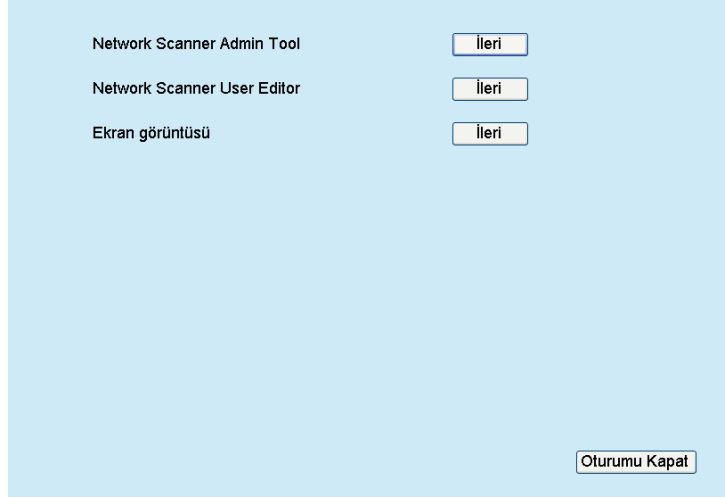 Network Scanner Admin Tool İleri
Network Scanner User Editor İleri
Ekran görüntüsü İleri
Oturumu Kapat